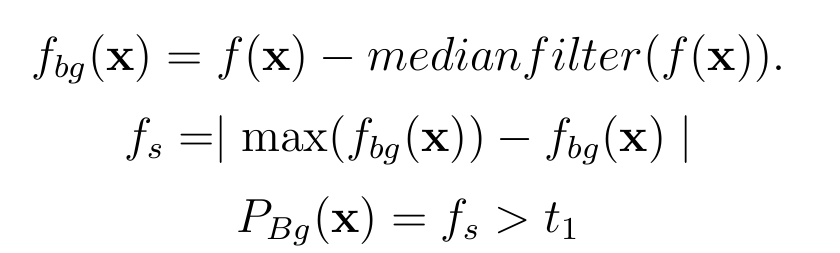 f_{bg}(𝐱) = f(𝐱) − medianfilter(f(𝐱)).
f_s =| max(f_{bg}(𝐱)) − f_{bg}(𝐱) |
P_{Bg}(𝐱) = f_s > t_1